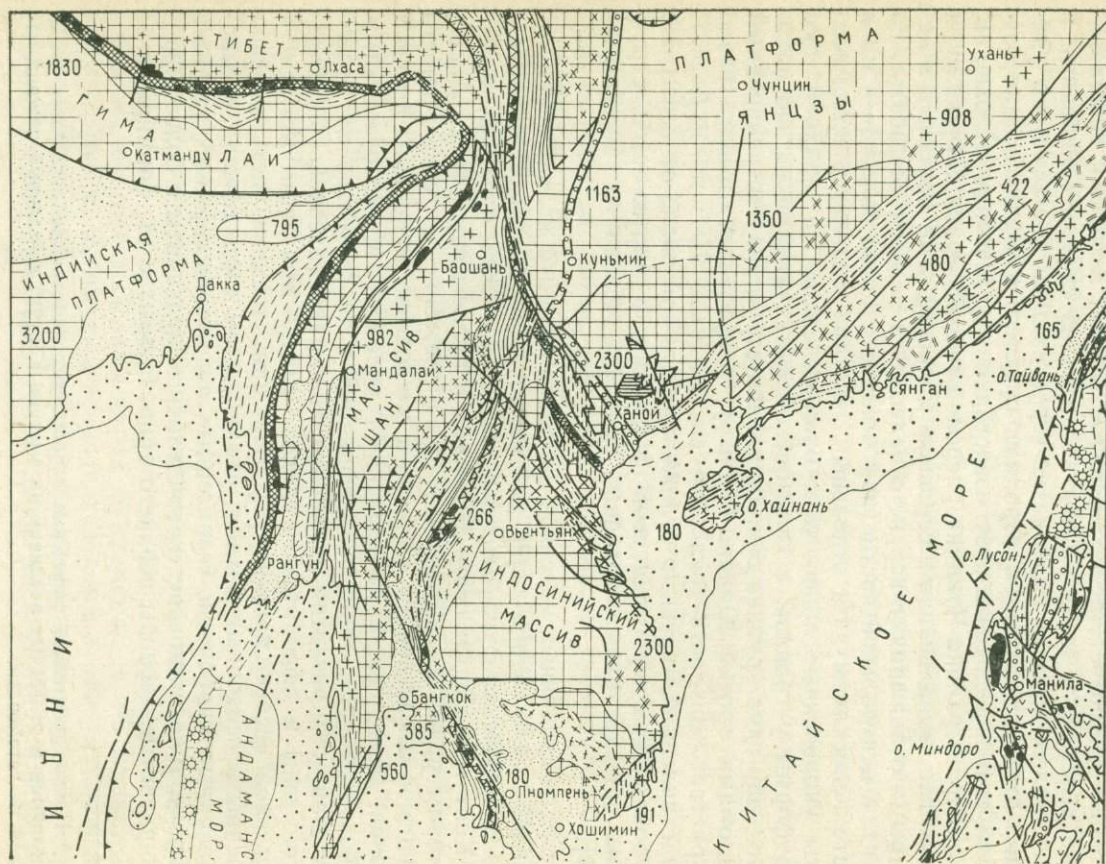 ТИБЕТ
1830
Лхаса
ПЛАТФОРМА
Ухань
Чунцин
ЯНЦЗЫ
908
ГИМАЛАИ
Катманду
1163
422
795
1350
ИНДИЙСКАЯ
ПЛАТФОРМА
Баошань
Куньмин
480
Дакка
3200
982
МАССИВ
ШАН
Мандалай
2300
165
о.Тайвань
Сянган
Ханой
266
180
о.Хайнань
Вьентьян
о.Лусон
Рангун
ИНДОСИНИЙСКИЙ
МАССИВ
2300
КИТАЙСКОЕ МОРЕ
ИНДИ
АНДАМАНС
МОР
Бангкок
385
560
180
Пномпень
191
Хошимин
Манила
о.Миндоро